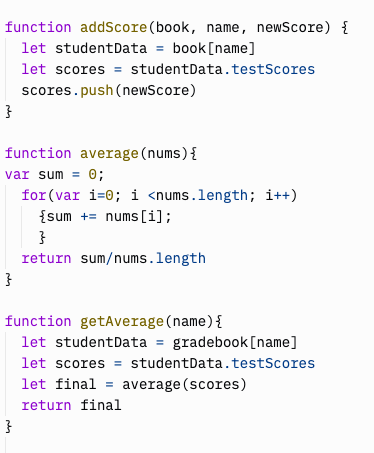 function addScore(book, name, newScore) {
  let studentData = book[name]
  let scores = studentData.testScores
  scores.push(newScore)
}

function average(nums){
var sum = 0;
  for(var i=0; i <nums.length; i++)
    {sum += nums[i];
    }
  return sum/nums.length
}

function getAverage(name){
  let studentData = gradebook[name]
  let scores = studentData.testScores
  let final = average(scores)
  return final
}